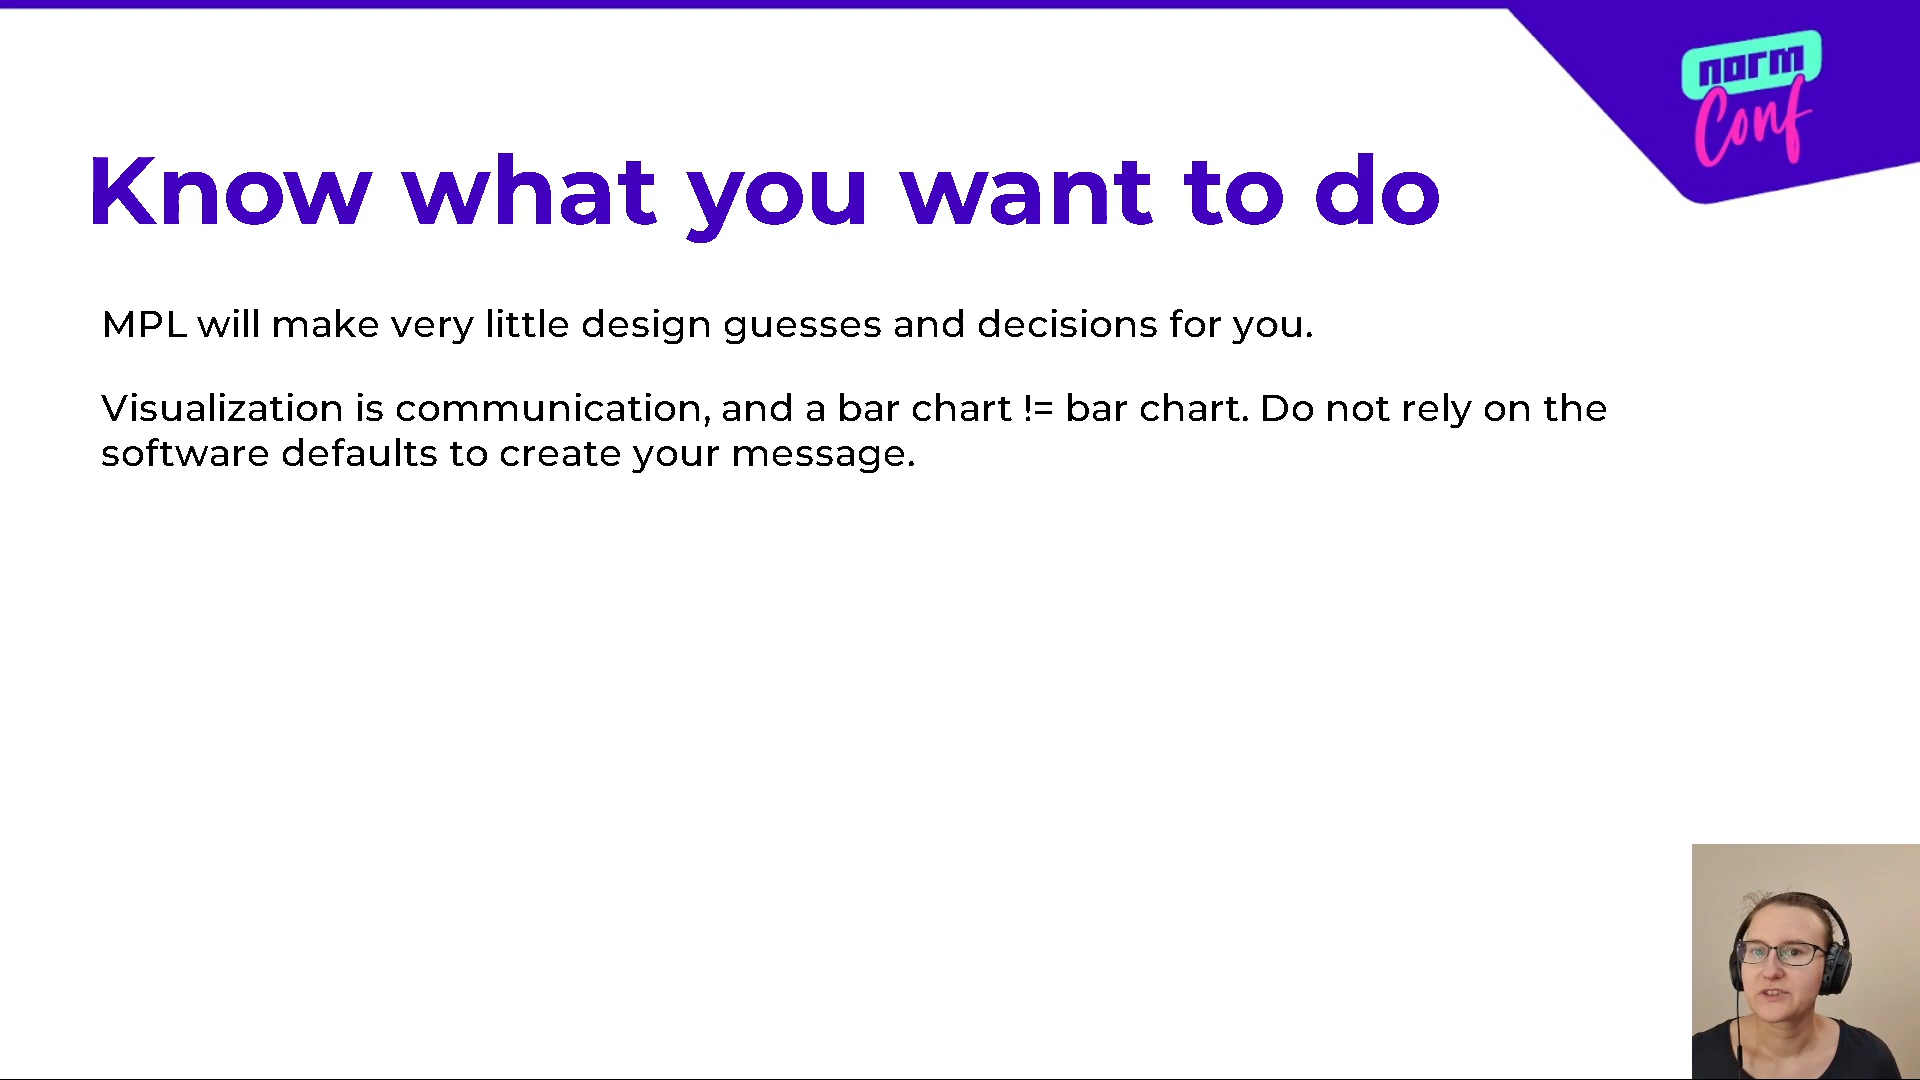 norm
Conf
Know what you want to do
MPL will make very little design guesses and decisions for you.
Visualization is communication, and a bar chart != bar chart. Do not rely on the
software defaults to create your message.